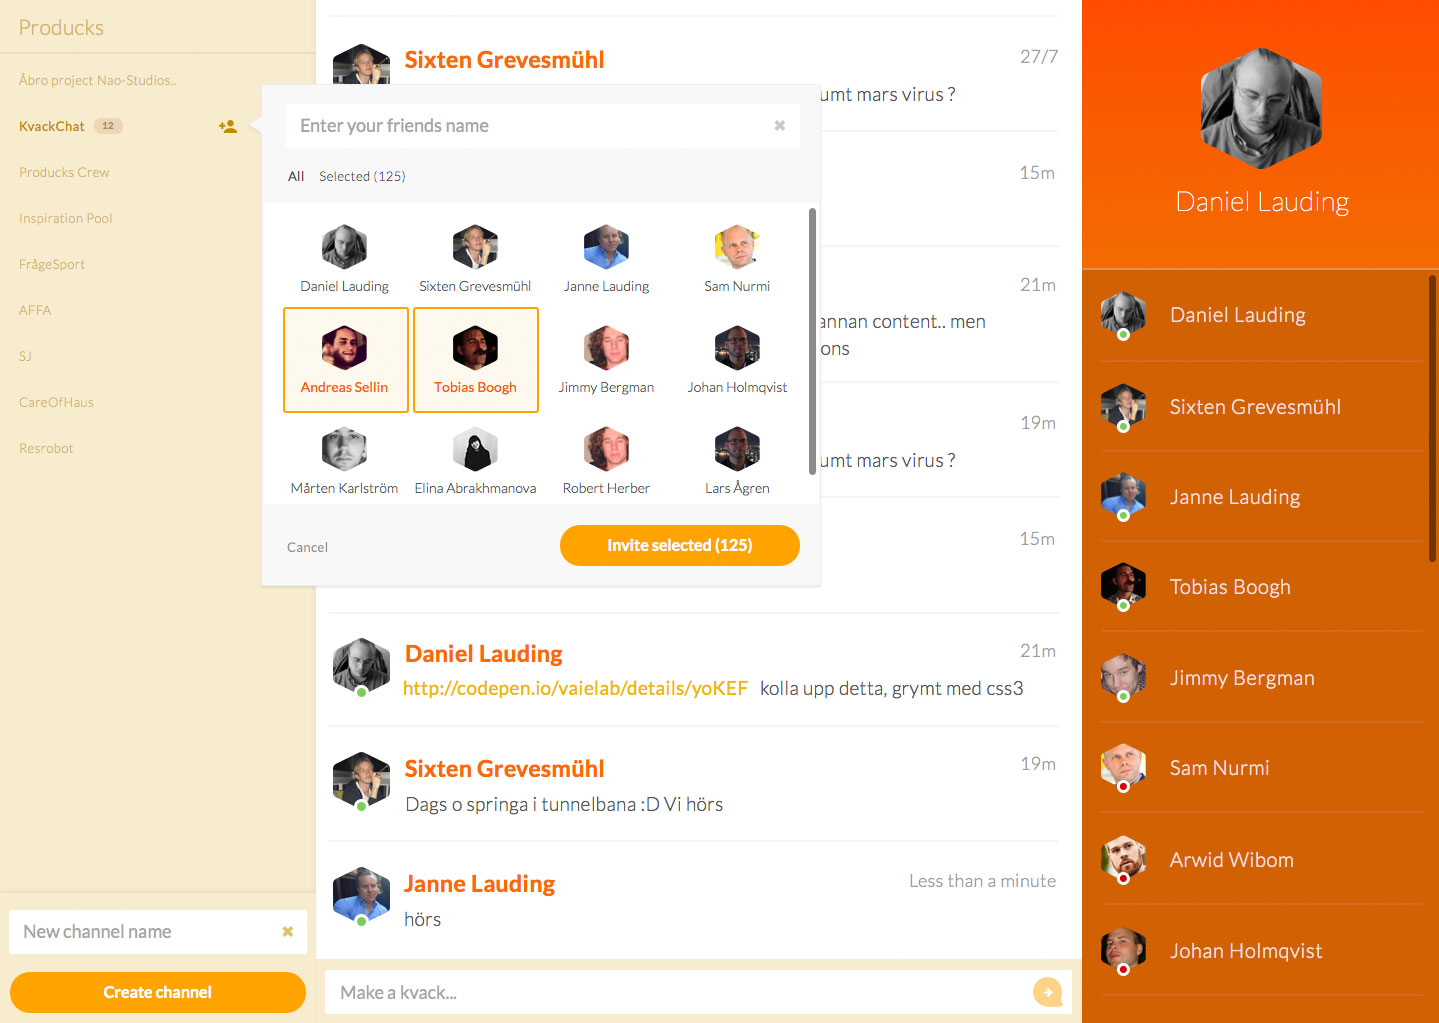 Producks
Åbro project Nao-Studios..
KvackChat 12
Producks Crew
Inspiration Pool
FrågeSport
AFFA
SJ
CareOfHaus
Resrobot
New channel name
Create channel
Enter your friends name
All Selected (125)
Daniel Lauding
Sixten Grevesmühl
Janne Lauding
Sam Nurmi
Andreas Sellin
Tobias Boogh
Jimmy Bergman
Johan Holmqvist
Mårten Karlström
Elina Abrakhmanova
Robert Herber
Lars Ågren
Cancel
Invite selected (125)
Sixten Grevesmühl 27/7
umt mars virus ?
15m
21m
annan content.. men
ons
19m
umt mars virus ?
15m
Daniel Lauding 21m
http://codepen.io/vaielab/details/yoKEF kolla upp detta, grymt med css3
Sixten Grevesmühl 19m
Dags o springa i tunnelbana :D Vi hörs
Janne Lauding Less than a minute
hörs
Make a kvack...
Daniel Lauding
Daniel Lauding
Sixten Grevesmühl
Janne Lauding
Tobias Boogh
Jimmy Bergman
Sam Nurmi
Arwid Wibom
Johan Holmqvist